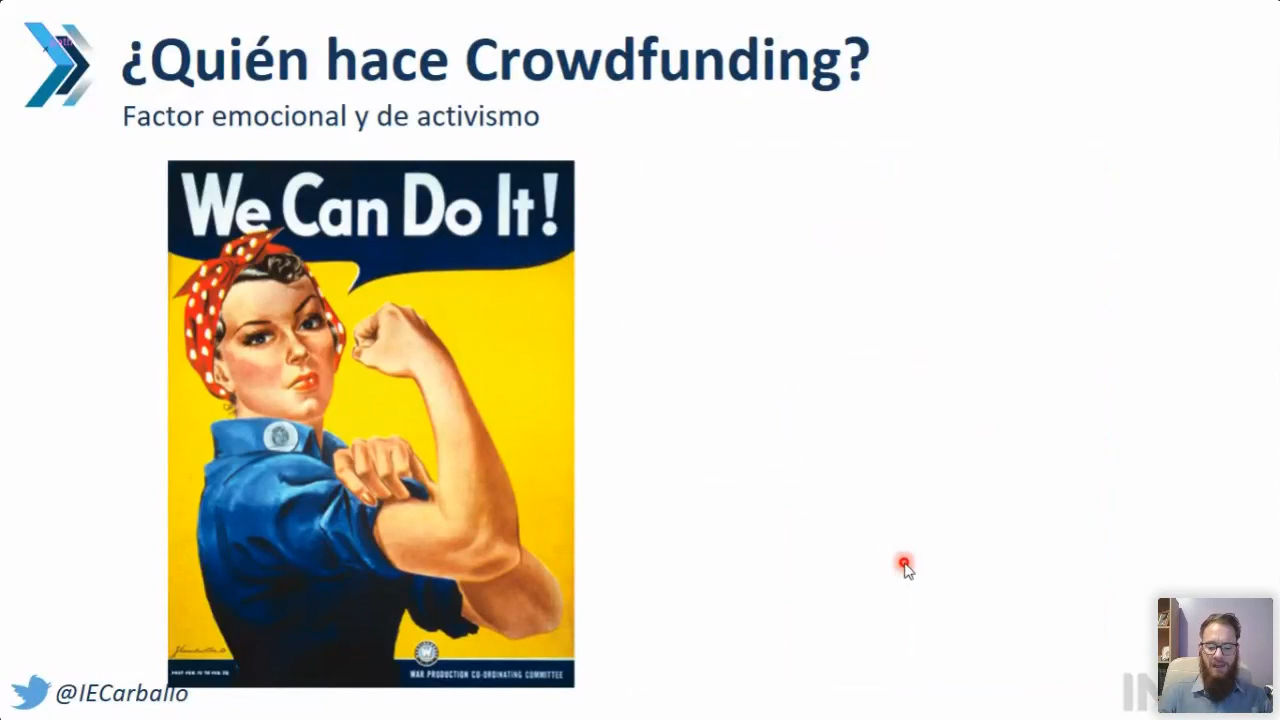 ¿Quién hace Crowdfunding?
Factor emocional y de activismo
We Can Do It!
WAR PRODUCTION CO-ORDINATING COMMITTEE
@IECarballo